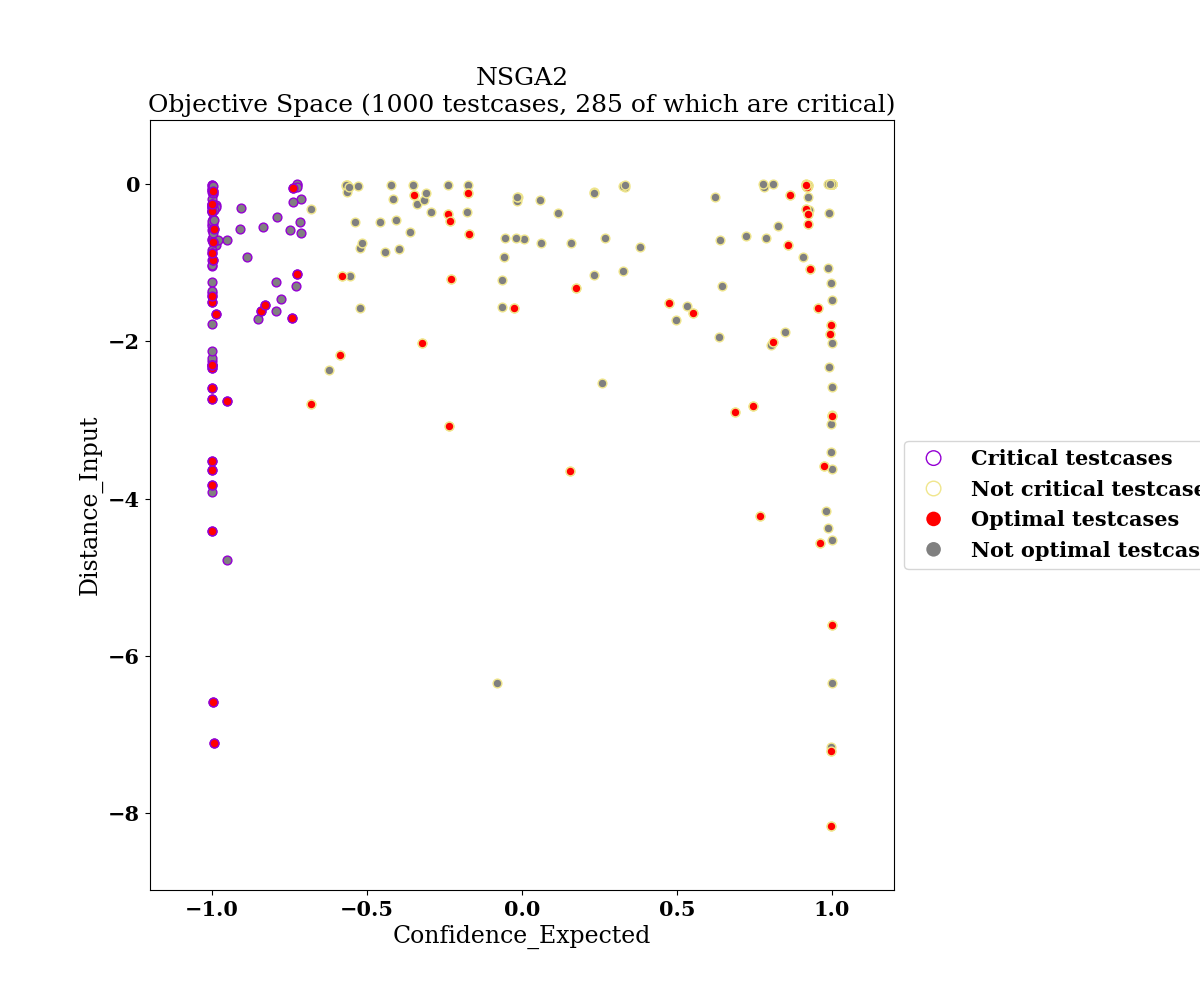 NSGA2
Objective Space (1000 testcases, 285 of which are critical)
0
−2
−4
−6
−8
Distance_Input
−1.0 −0.5 0.0 0.5 1.0
Confidence_Expected
Critical testcases
Not critical testcase
Optimal testcases
Not optimal testcas